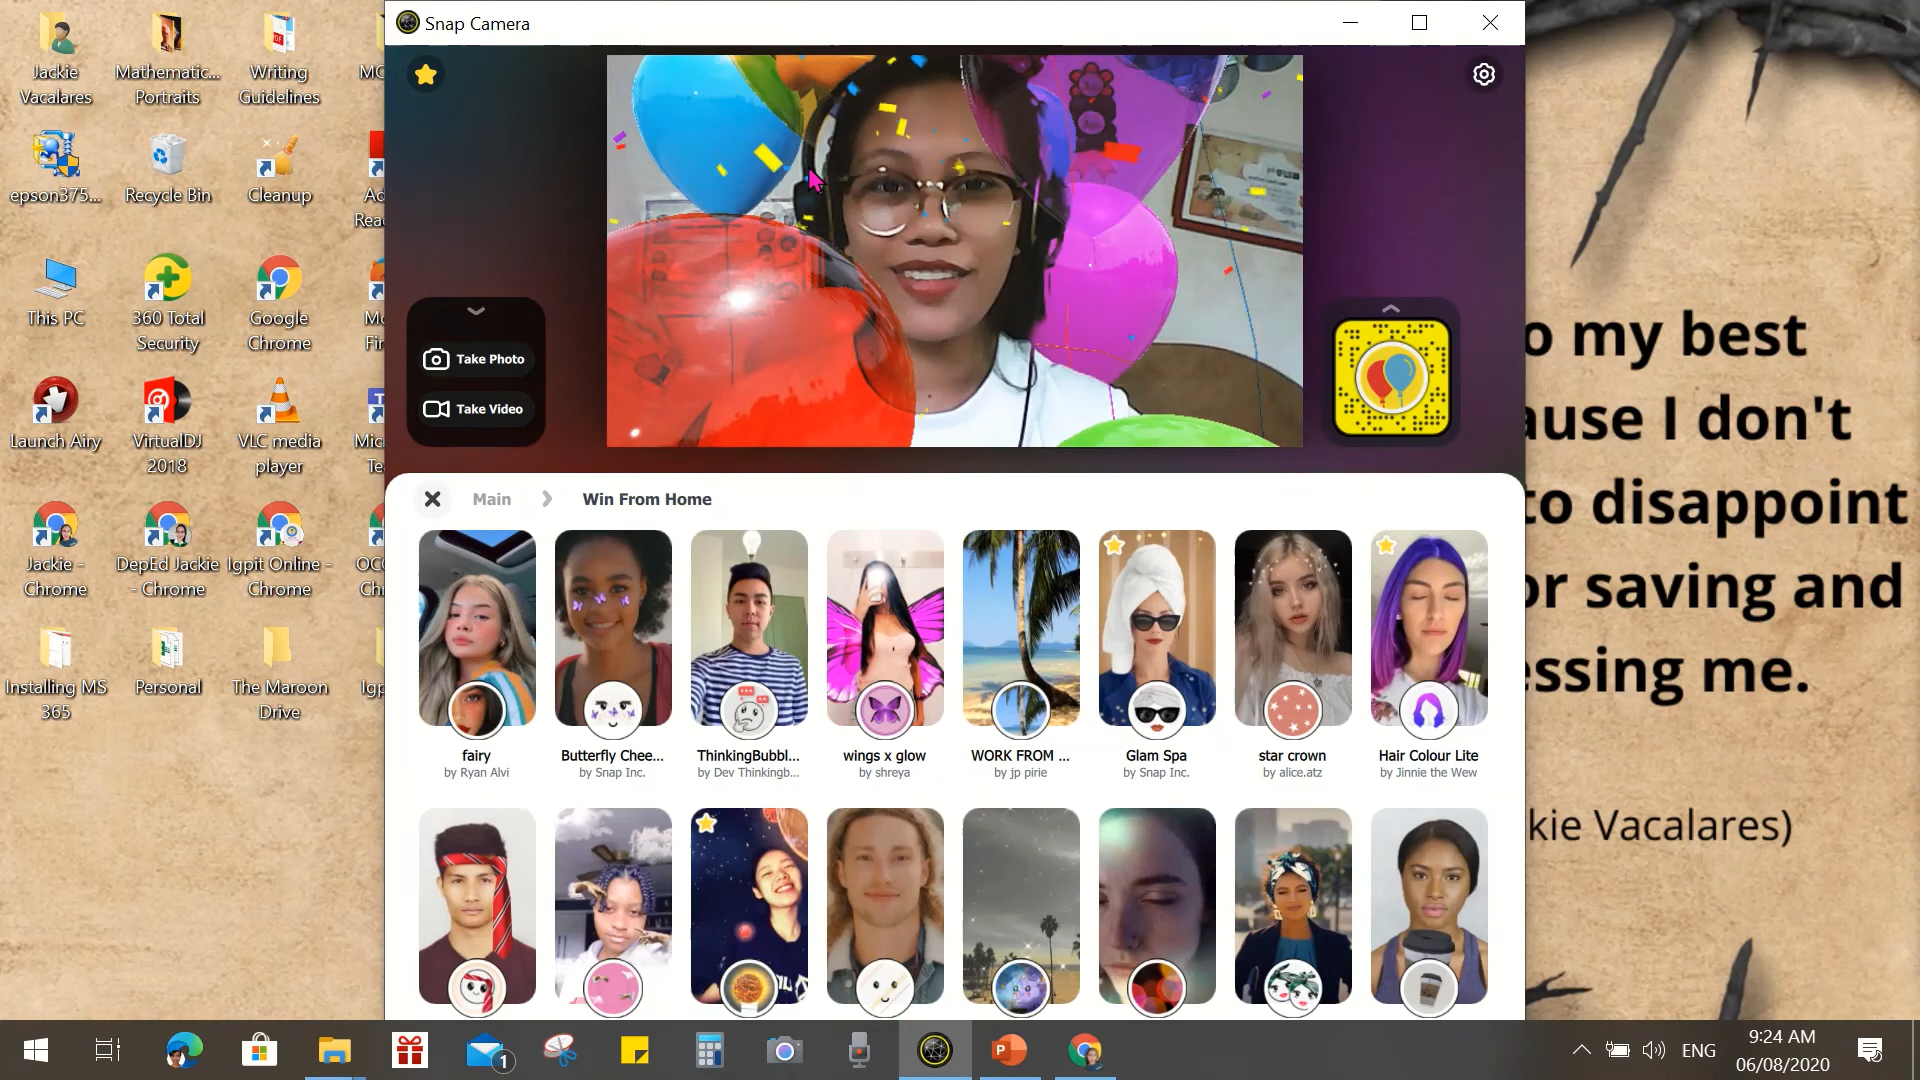 Snap Camera
Jackie
Vacalares
Mathematic...
Portraits
Writing
Guidelines
epson375...
Recycle Bin
Cleanup
This PC
360 Total
Security
Google
Chrome
Launch Airy
VirtualDJ
2018
VLC media
player
Jackie -
Chrome
DepEd Jackie
- Chrome
Igpit Online -
Chrome
Installing MS
365
Personal
The Maroon
Drive
Take Photo
Take Video
Main
Win From Home
fairy
by Ryan Alvi
Butterfly Chee...
by Snap Inc.
ThinkingBubbl...
by Dev Thinkingb...
wings x glow
by shreya
WORK FROM ...
by jp pirie
Glam Spa
by Snap Inc.
star crown
by alice.atz
Hair Colour Lite
by Jinnie the Wew
o my best
ause I don't
to disappoint
or saving and
essing me.
kie Vacalares)
1
ENG
9:24 AM
06/08/2020